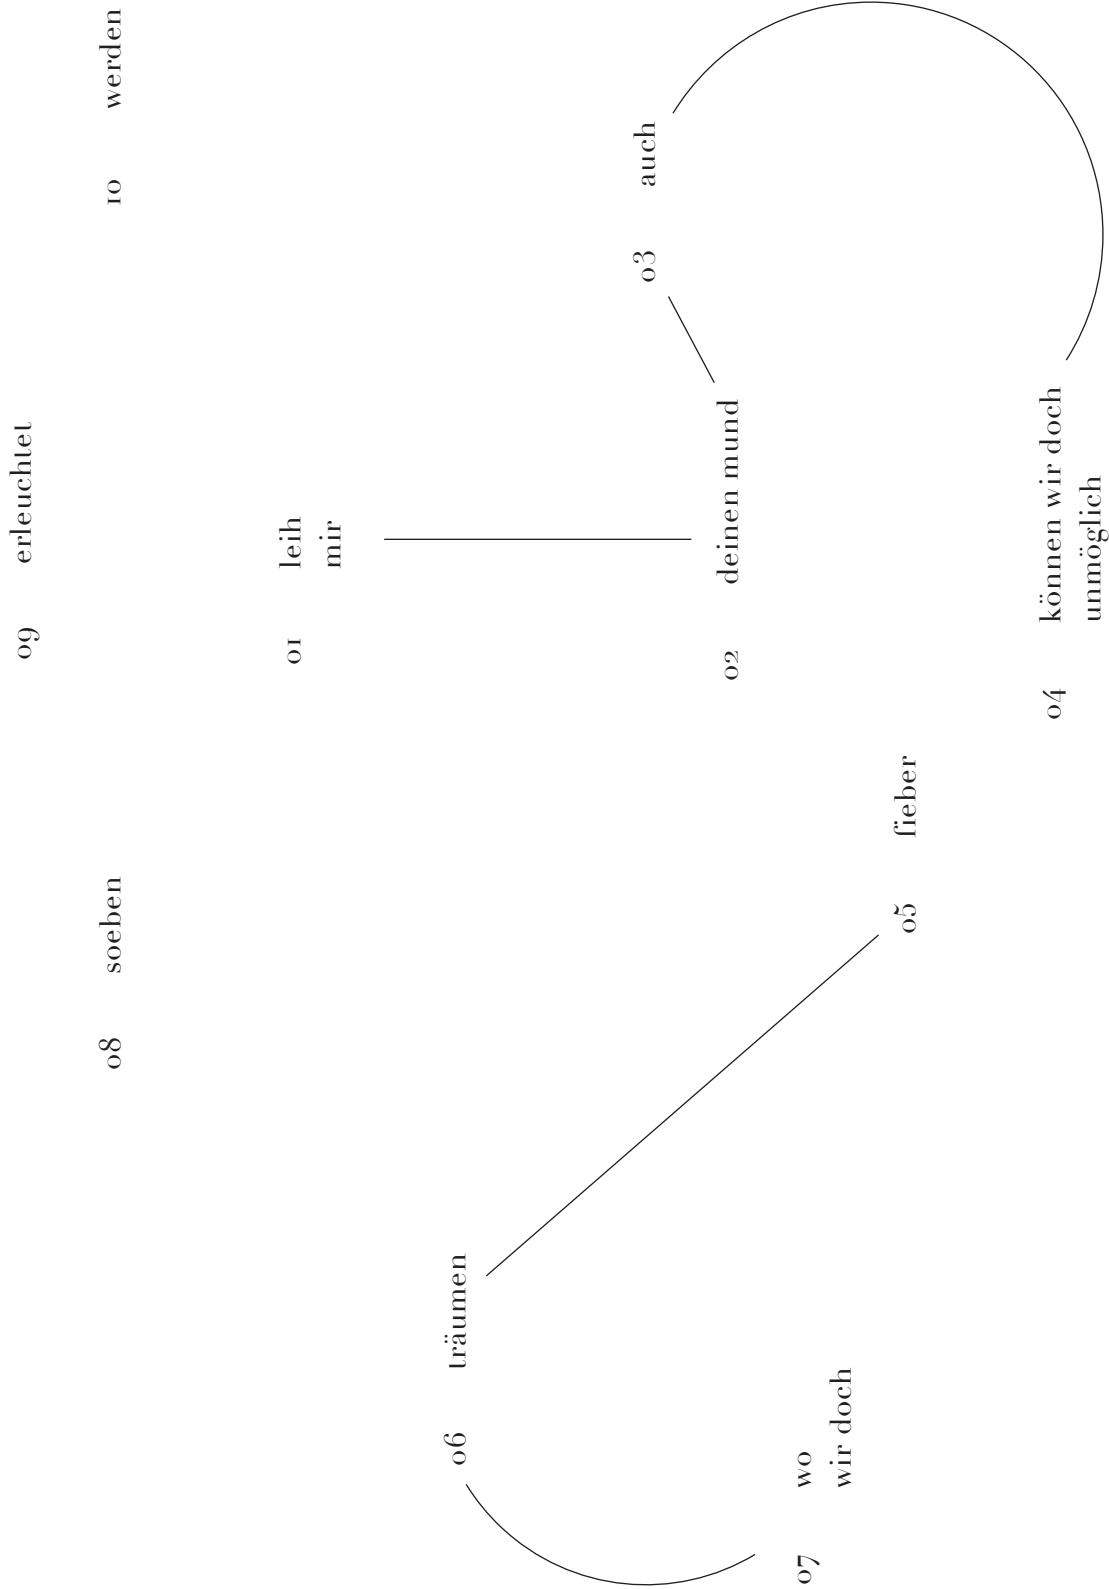 01 leih
mir
02 deinen mund
03 auch
04 können wir doch
unmöglich
05 fieber
06 träumen
07 wo
wir doch
08 soeben
09 erleuchtet
10 werden